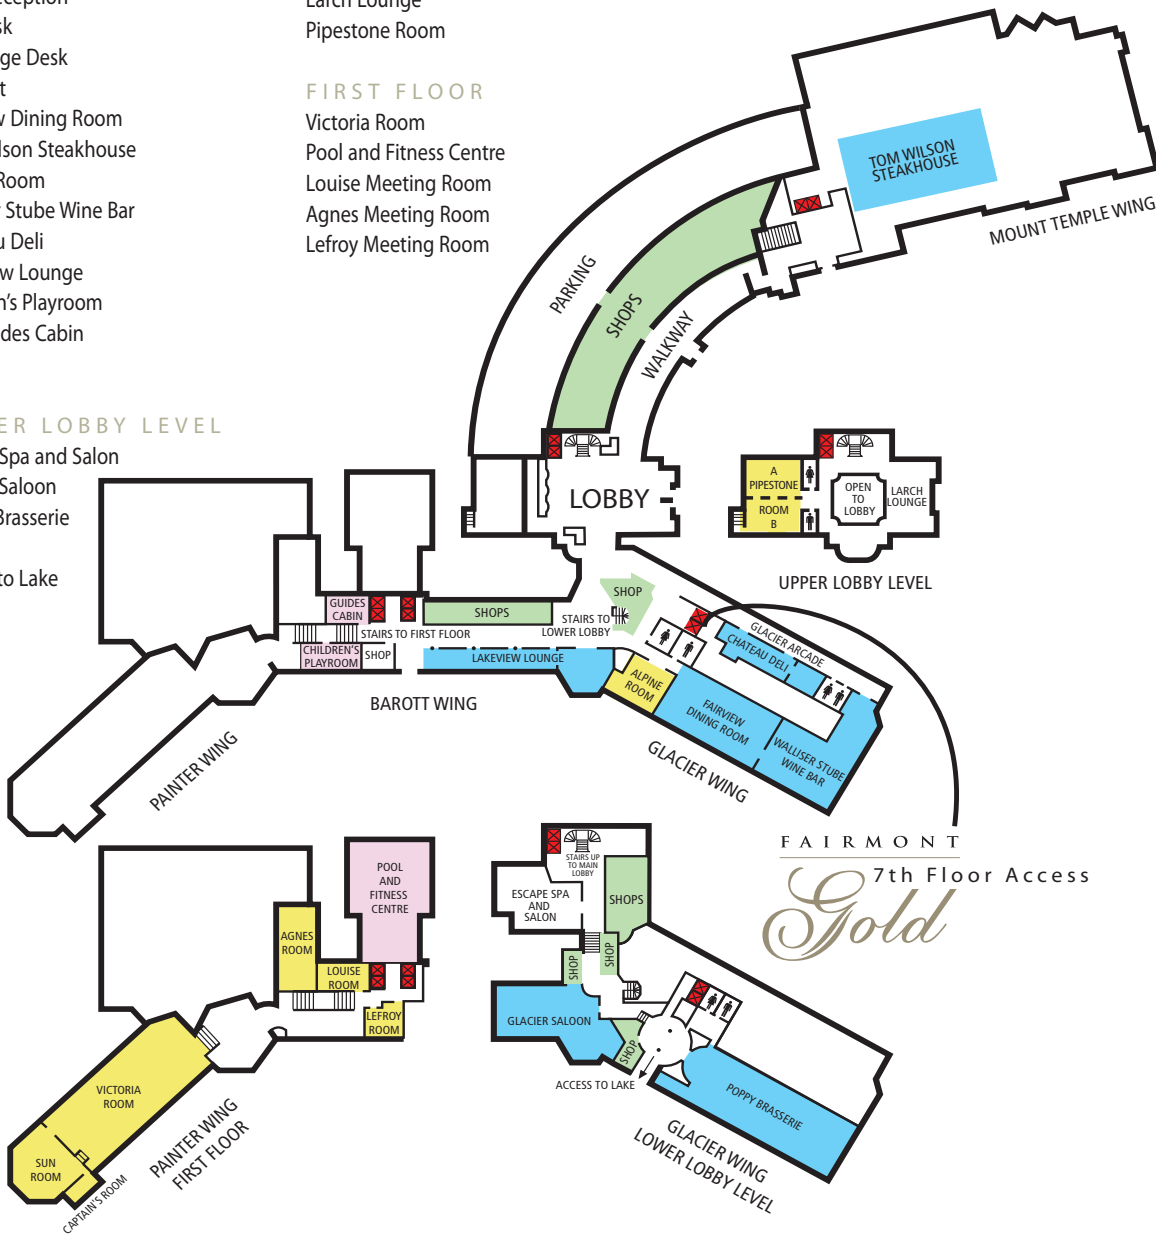 Larch Lounge
Pipestone Room
FIRST FLOOR
Victoria Room
Pool and Fitness Centre
Louise Meeting Room
Agnes Meeting Room
Lefroy Meeting Room
Desk
Dining Room
Steakhouse
Room
Stube Wine Bar
Deli
Lounge
Playroom
Cabin
LOBBY LEVEL
Spa and Salon
Saloon
Brasserie
to Lake
TOM WILSON
STEAKHOUSE
MOUNT TEMPLE WING
PARKING
SHOPS
WALKWAY
LOBBY
A
PIPESTONE
ROOM
B
OPEN
TO
LOBBY
LARCH
LOUNGE
UPPER LOBBY LEVEL
SHOP
GUIDES
CABIN
SHOPS
STAIRS TO
LOWER LOBBY
STAIRS TO FIRST FLOOR
CHILDREN'S
PLAYROOM
SHOP
LAKEVIEW LOUNGE
GLACIER ARCADE
CHATEAU DELI
ALPINE
ROOM
FAIRVIEW
DINING ROOM
WALLISER STUBE
WINE BAR
BAROTT WING
GLACIER WING
PAINTER WING
FAIRMONT
7th Floor Access
Gold
POOL
AND
FITNESS
CENTRE
AGNES
ROOM
LOUISE
ROOM
LEFROY
ROOM
VICTORIA
ROOM
SUN
ROOM
CAPTAIN'S ROOM
PAINTER WING
FIRST FLOOR
STAIRS UP
TO MAIN
LOBBY
ESCAPE SPA
AND
SALON
SHOPS
SHOP
SHOP
GLACIER SALOON
SHOP
ACCESS TO LAKE
POPPY BRASSERIE
GLACIER WING
LOWER LOBBY LEVEL